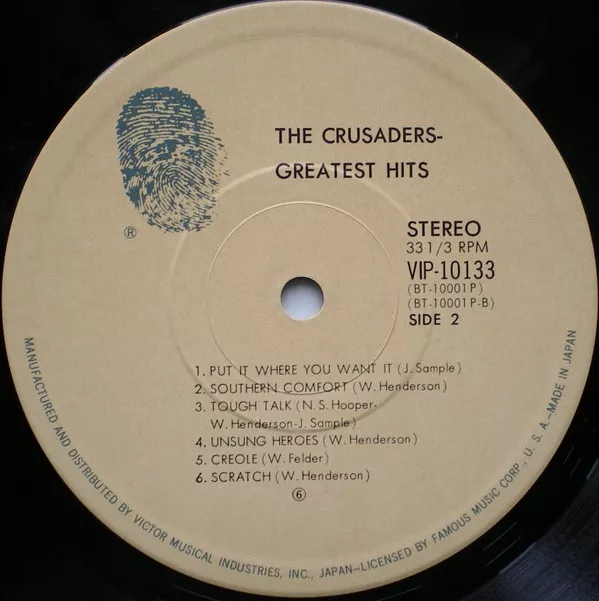 THE CRUSADERS-
GREATEST HITS
®
STEREO
33 1/3 RPM
VIP-10133
(BT-10001P)
(BT-10001P-B)
SIDE 2
1. PUT IT WHERE YOU WANT IT (J. Sample)
2. SOUTHERN COMFORT (W. Henderson)
3. TOUGH TALK (N. S. Hooper-
W. Henderson-J. Sample)
4. UNSUNG HEROES (W. Henderson)
5. CREOLE (W. Felder)
6. SCRATCH (W. Henderson)
⑥
MANUFACTURED AND DISTRIBUTED BY VICTOR MUSICAL INDUSTRIES, INC., JAPAN-LICENSED BY FAMOUS MUSIC CORP., U. S. A.-MADE IN JAPAN